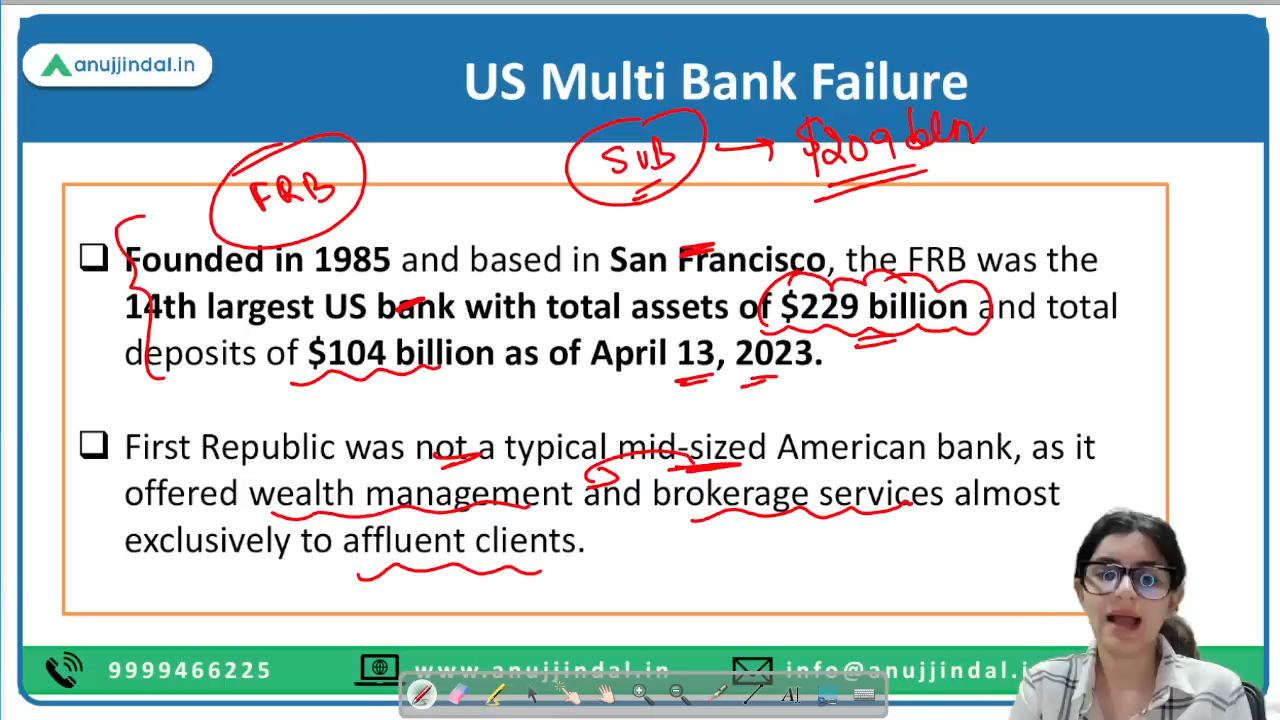 anujjindal.in
US Multi Bank Failure
SVB → $209 bln
FRB
Founded in 1985 and based in San Francisco, the FRB was the
14th largest US bank with total assets of $229 billion and total
deposits of $104 billion as of April 13, 2023.
First Republic was not a typical mid-sized American bank, as it
offered wealth management and brokerage services almost
exclusively to affluent clients.
9999466225 www.anujjindal.in info@anujjindal.i
AI